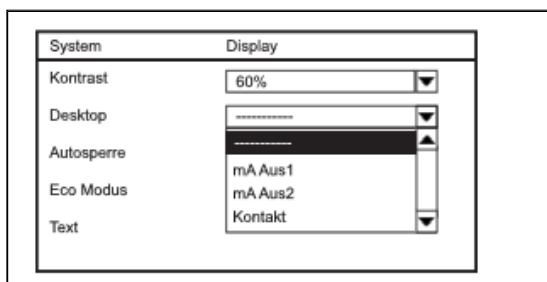 System Display
Kontrast 60%
Desktop -----------
-----------
Autosperre
mA Aus1
Eco Modus mA Aus2
Kontakt
Text